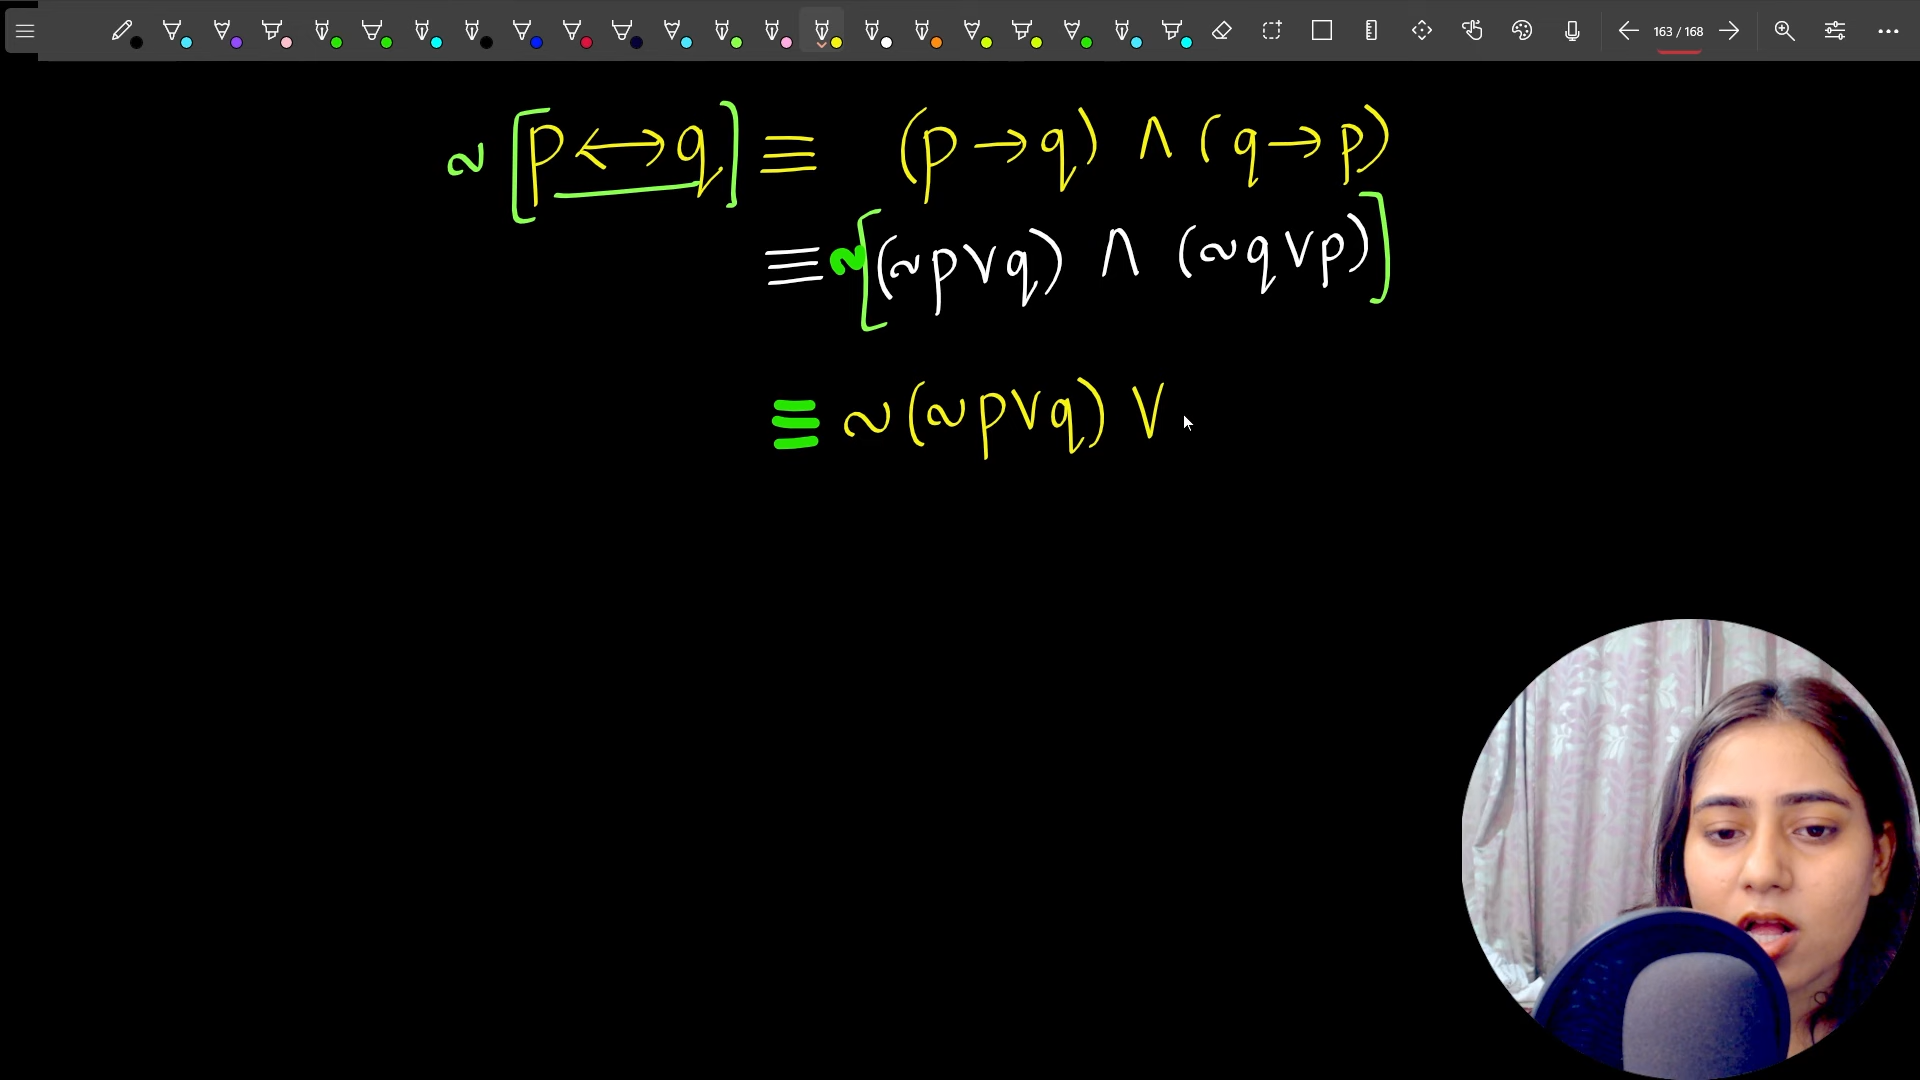 163 / 168
~ [p ↔ q] ≡ (p → q) ∧ (q → p)
≡ ~[(~p ∨ q) ∧ (~q ∨ p)]
≡ ~(~p ∨ q) ∨